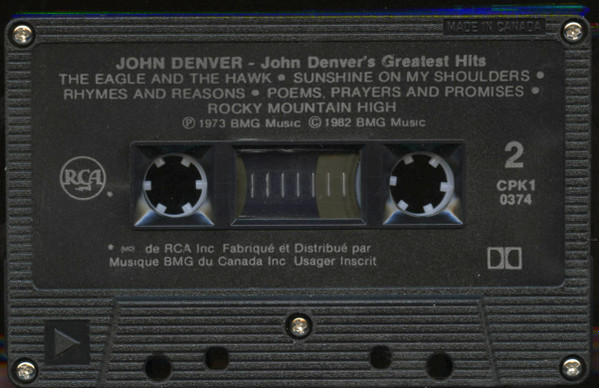 MADE IN CANADA
JOHN DENVER - John Denver's Greatest Hits
THE EAGLE AND THE HAWK • SUNSHINE ON MY SHOULDERS •
RHYMES AND REASONS • POEMS, PRAYERS AND PROMISES •
ROCKY MOUNTAIN HIGH
Ⓟ 1973 BMG Music © 1982 BMG Music
RCA
2
CPK1
0374
* (MD) de RCA Inc Fabriqué et Distribué par
Musique BMG du Canada Inc Usager Inscrit